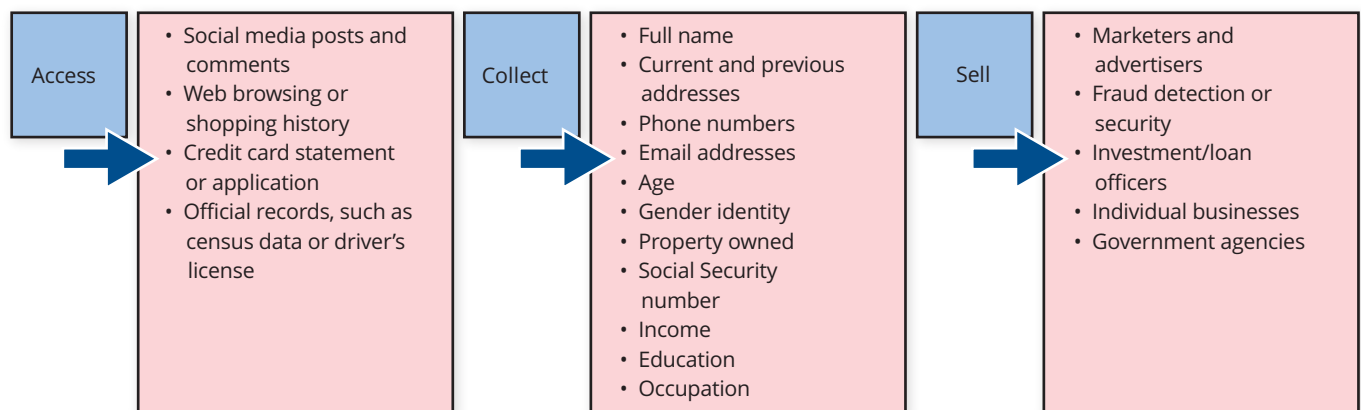 Access
• Social media posts and
comments
• Web browsing or
shopping history
• Credit card statement
or application
• Official records, such as
census data or driver’s
license
Collect
• Full name
• Current and previous
addresses
• Phone numbers
• Email addresses
• Age
• Gender identity
• Property owned
• Social Security
number
• Income
• Education
• Occupation
Sell
• Marketers and
advertisers
• Fraud detection or
security
• Investment/loan
officers
• Individual businesses
• Government agencies